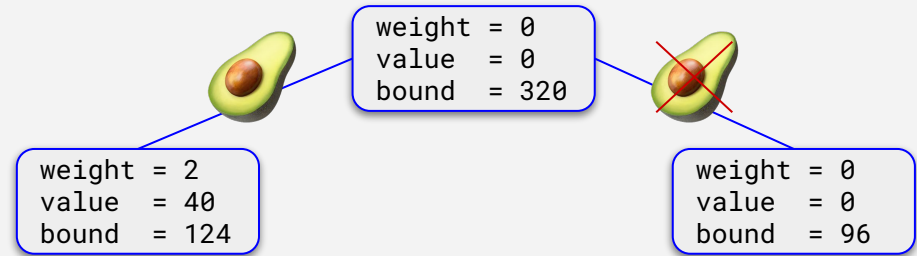 weight = 0
value  = 0
bound  = 320
weight = 2
value  = 40
bound  = 124
weight = 0
value  = 0
bound  = 96